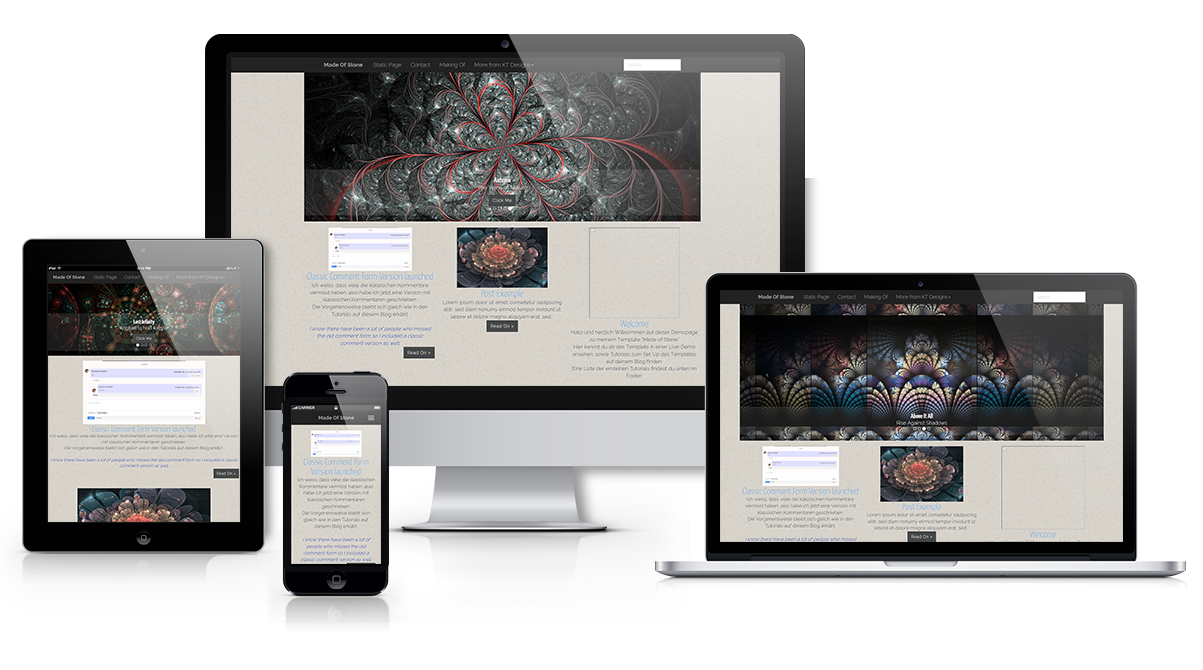 Made Of Stone Static Page Contact Making Of More from KT Designs
Click Me
Classic Comment Form Version launched
Ich weiss, dass viele die klassischen Kommentare
vermisst haben, also habe ich jetzt eine Version mit
klassischen Kommentaren geschrieben.
Die Vorgehensweise bleibt sich gleich wie in den
Tutorials auf diesem Blog erklärt.
I know there have been a lot of people who missed
the old comment form so I included a classic
comment version as well.
Read On »
Post Example
Lorem ipsum dolor sit amet, consetetur sadipscing
elitr, sed diam nonumy eirmod tempor invidunt ut
labore et dolore magna aliquyam erat, sed...
Read On »
Welcome
Hallo und herzlich Willkommen auf dieser Demopage
zu meinem Template 'Made of Stone'
Hier kannst du dir das Template in einer Live-Demo
ansehen, sowie Tutorials zum Set Up des Templates
auf dem Blog finden.
Eine Liste der einzelnen Tutorials findest du unten im
Footer
iPad
Made Of Stone Static Page Contact Making Of More from KT Designs
Click Me
Classic Comment Form Version launched
Ich weiss, dass viele die klassischen Kommentare vermisst haben, also habe ich jetzt eine Version
mit klassischen Kommentaren geschrieben.
Die Vorgehensweise bleibt sich gleich wie in den Tutorials auf diesem Blog erklärt.
I know there have been a lot of people who missed the old comment form so I included a classic
comment version as well.
Read On »
CARRIER
Made Of Stone
Classic Comment Form
Version launched
Ich weiss, dass viele die klassischen
Kommentare vermisst haben, also
habe ich jetzt eine Version mit
klassischen Kommentaren
geschrieben.
Die Vorgehensweise bleibt sich
gleich wie in den Tutorials auf
diesem Blog erklärt.
I know there have been a lot of
people who missed the old
comment form so I included a
classic comment version as well.
Made Of Stone Static Page Contact Making Of More from KT Designs
Above It All
Rise Against Shadows
Classic Comment Form Version launched
Ich weiss, dass viele die klassischen Kommentare
vermisst haben, also habe ich jetzt eine Version mit
klassischen Kommentaren geschrieben.
Die Vorgehensweise bleibt sich gleich wie in den
Tutorials auf diesem Blog erklärt.
I know there have been a lot of people who missed
Post Example
Lorem ipsum dolor sit amet, consetetur sadipscing
elitr, sed diam nonumy eirmod tempor invidunt ut
labore et dolore magna aliquyam erat, sed...
Read On »
Welcome